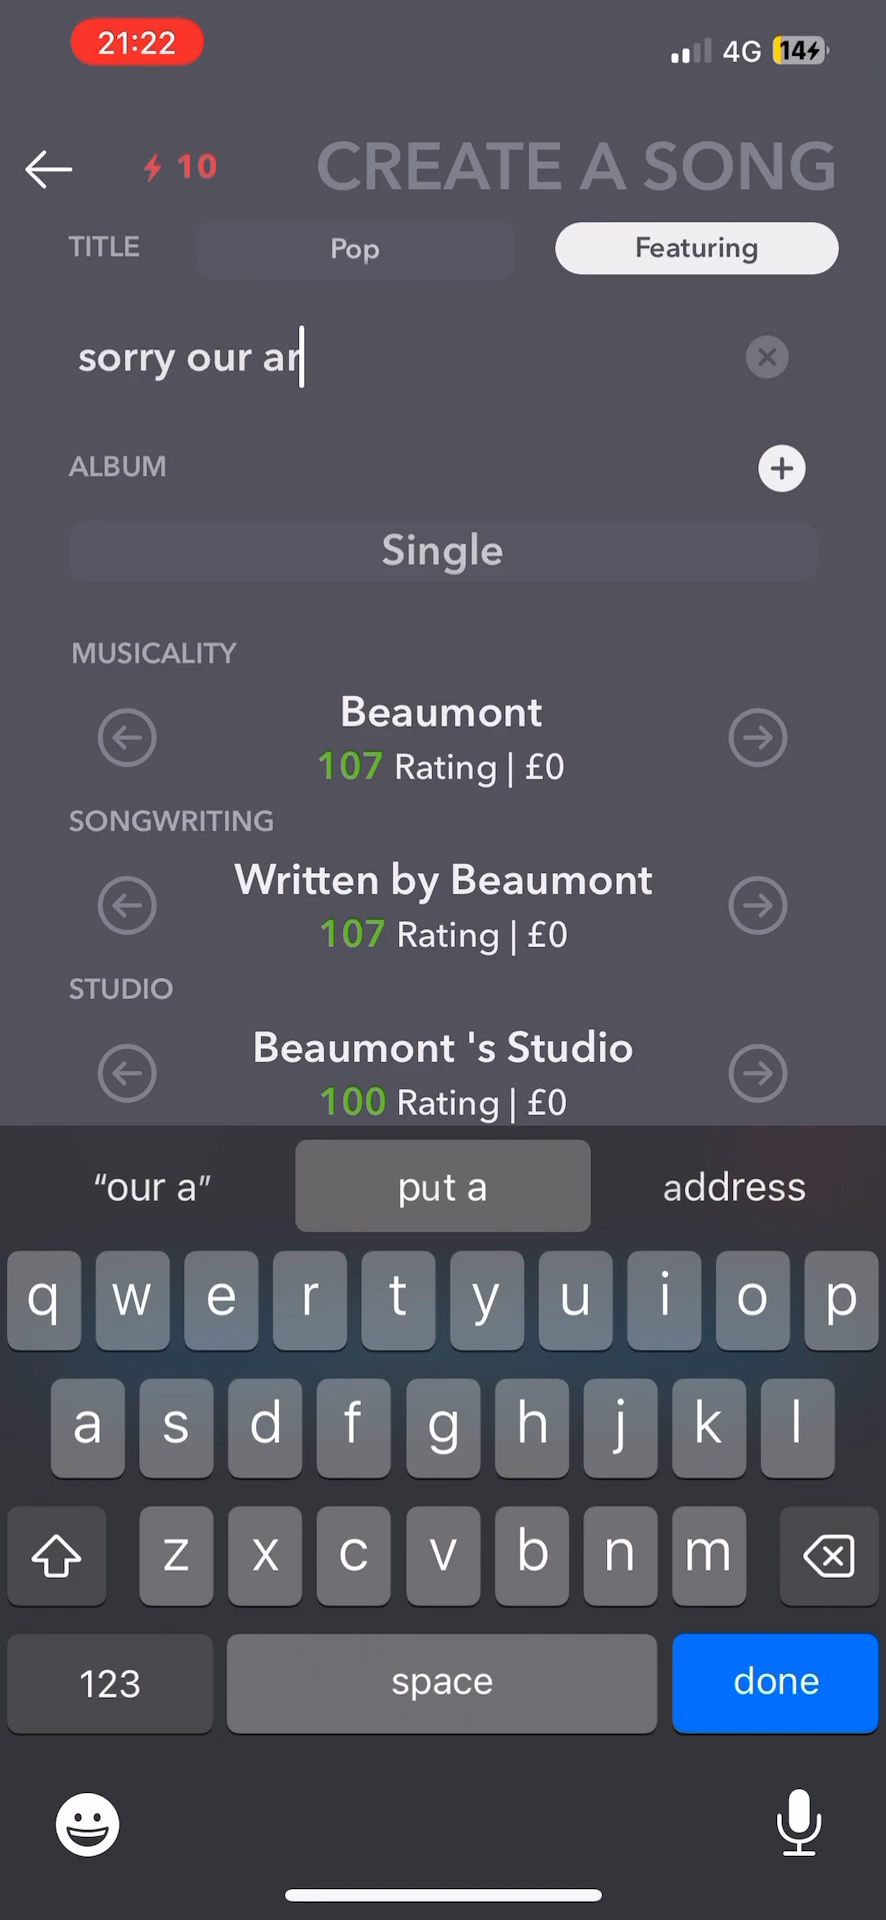 21:22
4G 14
10 CREATE A SONG
TITLE Pop Featuring
sorry our ar
ALBUM
Single
MUSICALITY
Beaumont
107 Rating | £0
SONGWRITING
Written by Beaumont
107 Rating | £0
STUDIO
Beaumont 's Studio
100 Rating | £0
“our a” put a address
q w e r t y u i o p
a s d f g h j k l
z x c v b n m
123 space done